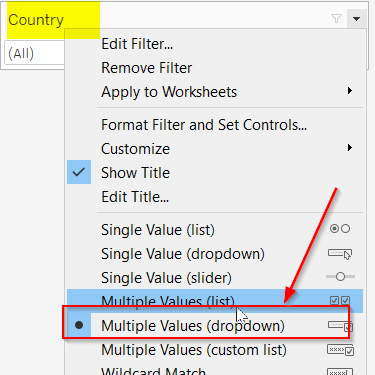 Country
(All)
Edit Filter...
Remove Filter
Apply to Worksheets
Format Filter and Set Controls...
Customize
Show Title
Edit Title...
Single Value (list)
Single Value (dropdown)
Single Value (slider)
Multiple Values (list)
Multiple Values (dropdown)
Multiple Values (custom list)
Wildcard Match